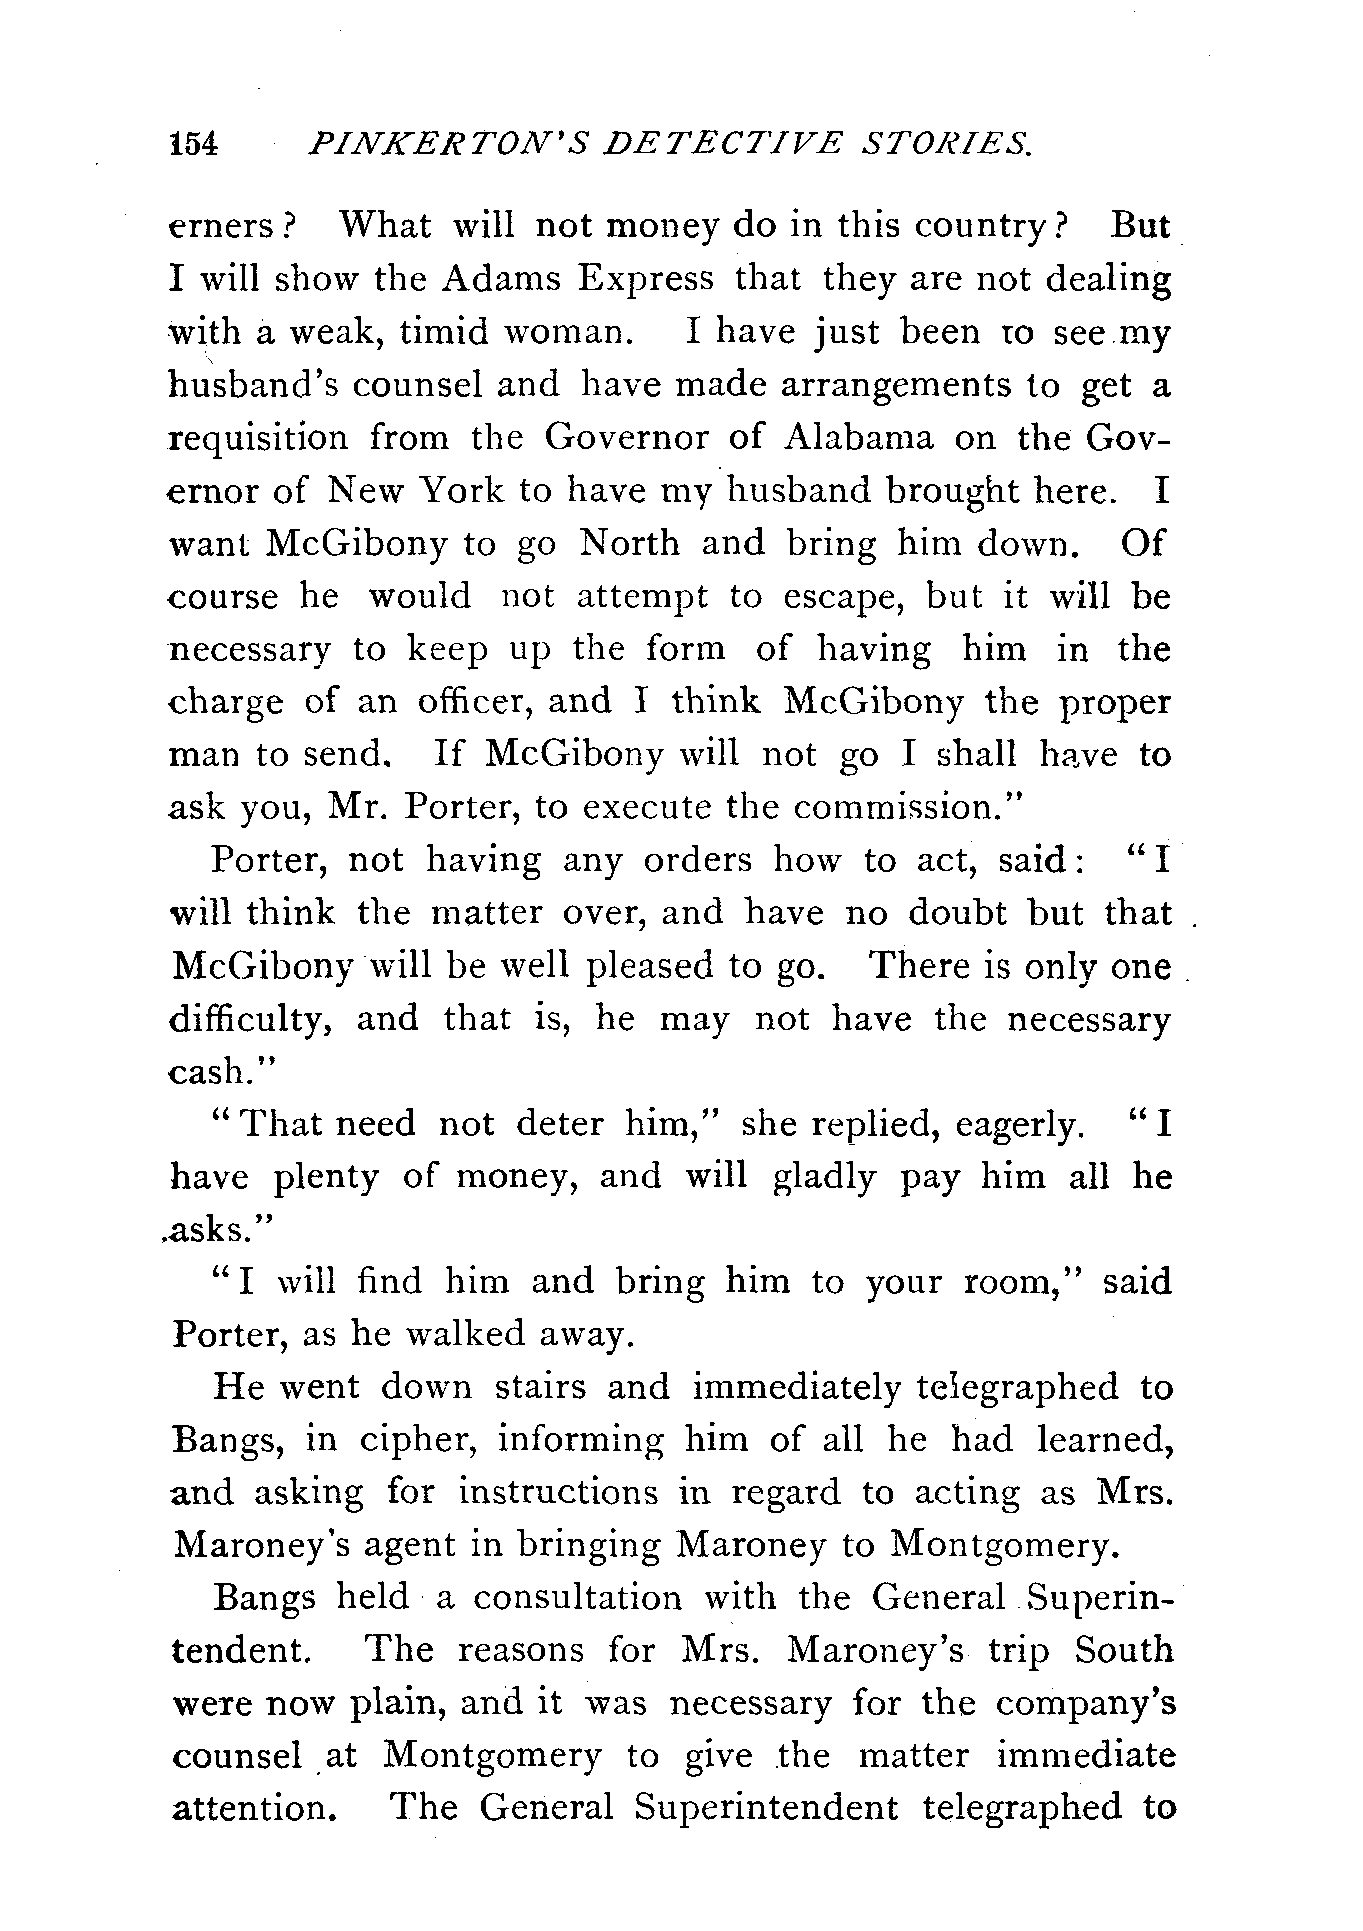 154 PINKERTON'S DETECTIVE STORIES.
erners? What will not money do in this country? But
I will show the Adams Express that they are not dealing
with a weak, timid woman. I have just been to see my
husband's counsel and have made arrangements to get a
requisition from the Governor of Alabama on the Gov-
ernor of New York to have my husband brought here. I
want McGibony to go North and bring him down. Of
course he would not attempt to escape, but it will be
necessary to keep up the form of having him in the
charge of an officer, and I think McGibony the proper
man to send. If McGibony will not go I shall have to
ask you, Mr. Porter, to execute the commission."
Porter, not having any orders how to act, said: "I
will think the matter over, and have no doubt but that
McGibony will be well pleased to go. There is only one
difficulty, and that is, he may not have the necessary
cash."
"That need not deter him," she replied, eagerly. "I
have plenty of money, and will gladly pay him all he
asks."
"I will find him and bring him to your room," said
Porter, as he walked away.
He went down stairs and immediately telegraphed to
Bangs, in cipher, informing him of all he had learned,
and asking for instructions in regard to acting as Mrs.
Maroney's agent in bringing Maroney to Montgomery.
Bangs held a consultation with the General Superin-
tendent. The reasons for Mrs. Maroney's trip South
were now plain, and it was necessary for the company's
counsel at Montgomery to give the matter immediate
attention. The General Superintendent telegraphed to